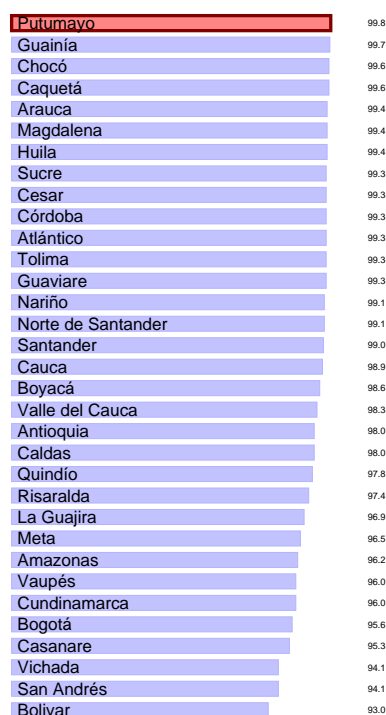 Putumayo 99.8
Guainía 99.7
Chocó 99.6
Caquetá 99.6
Arauca 99.4
Magdalena 99.4
Huila 99.4
Sucre 99.3
Cesar 99.3
Córdoba 99.3
Atlántico 99.3
Tolima 99.3
Guaviare 99.3
Nariño 99.1
Norte de Santander 99.1
Santander 99.0
Cauca 98.9
Boyacá 98.6
Valle del Cauca 98.3
Antioquia 98.0
Caldas 98.0
Quindío 97.8
Risaralda 97.4
La Guajira 96.9
Meta 96.5
Amazonas 96.2
Vaupés 96.0
Cundinamarca 96.0
Bogotá 95.6
Casanare 95.3
Vichada 94.1
San Andrés 94.1
Bolivar 93.0